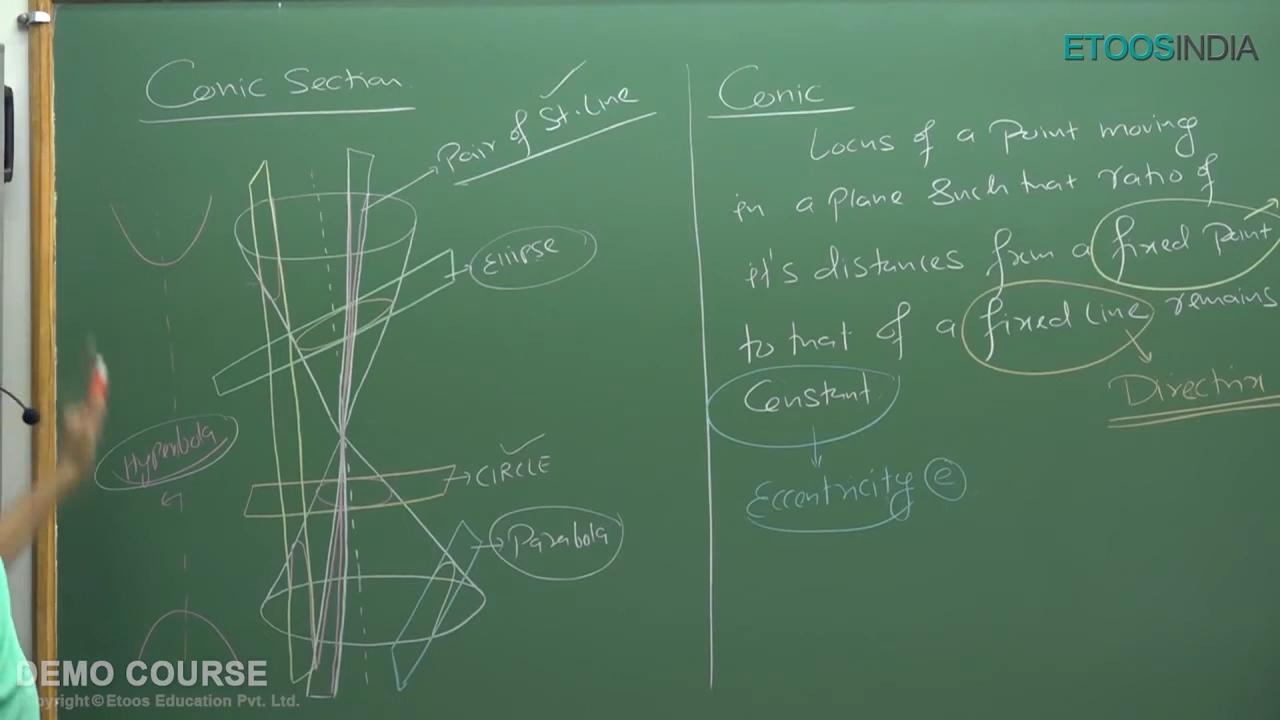 ETOOSINDIA
Conic Section
Pair of St. Line
Ellipse
Hyperbola
CIRCLE
Parabola
Conic
Locus of a Point moving
in a plane such that ratio of
it's distances from a fixed point
to that of a fixed line remains
Constant
Directrix
Eccentricity e
DEMO COURSE
Copyright © Etoos Education Pvt. Ltd.